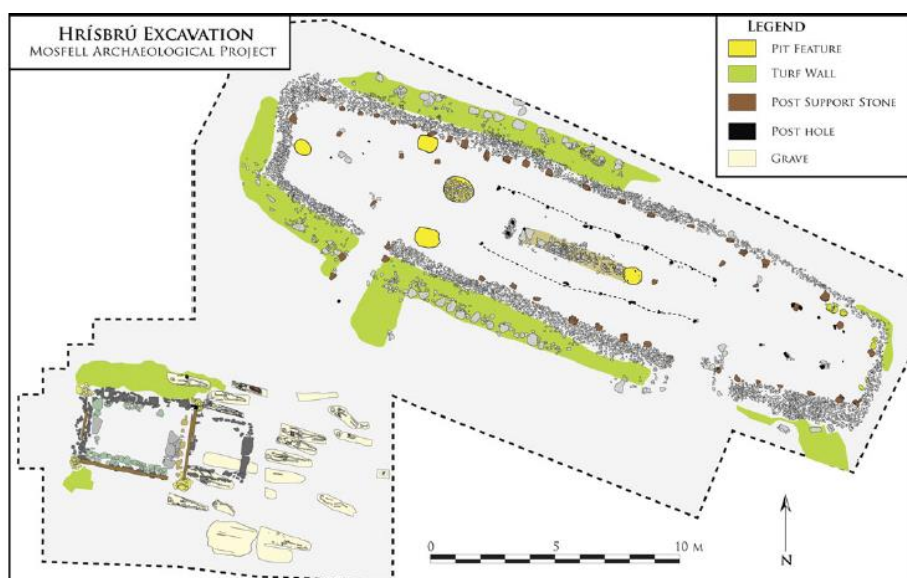 HRÍSBRÚ EXCAVATION
MOSFELL ARCHAEOLOGICAL PROJECT
LEGEND
PIT FEATURE
TURF WALL
POST SUPPORT STONE
POST HOLE
GRAVE
0 5 10 M
N